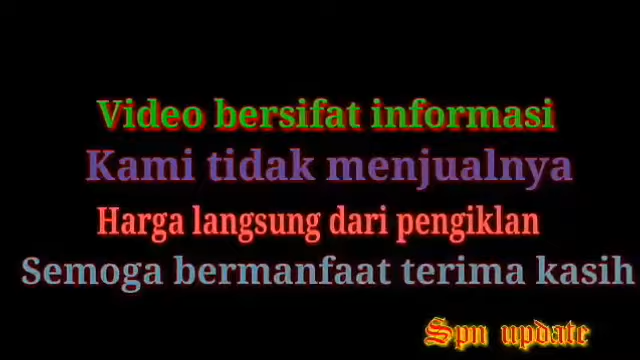 Video bersifat informasi
Kami tidak menjualnya
Harga langsung dari pengiklan
Semoga bermanfaat terima kasih
Spn update